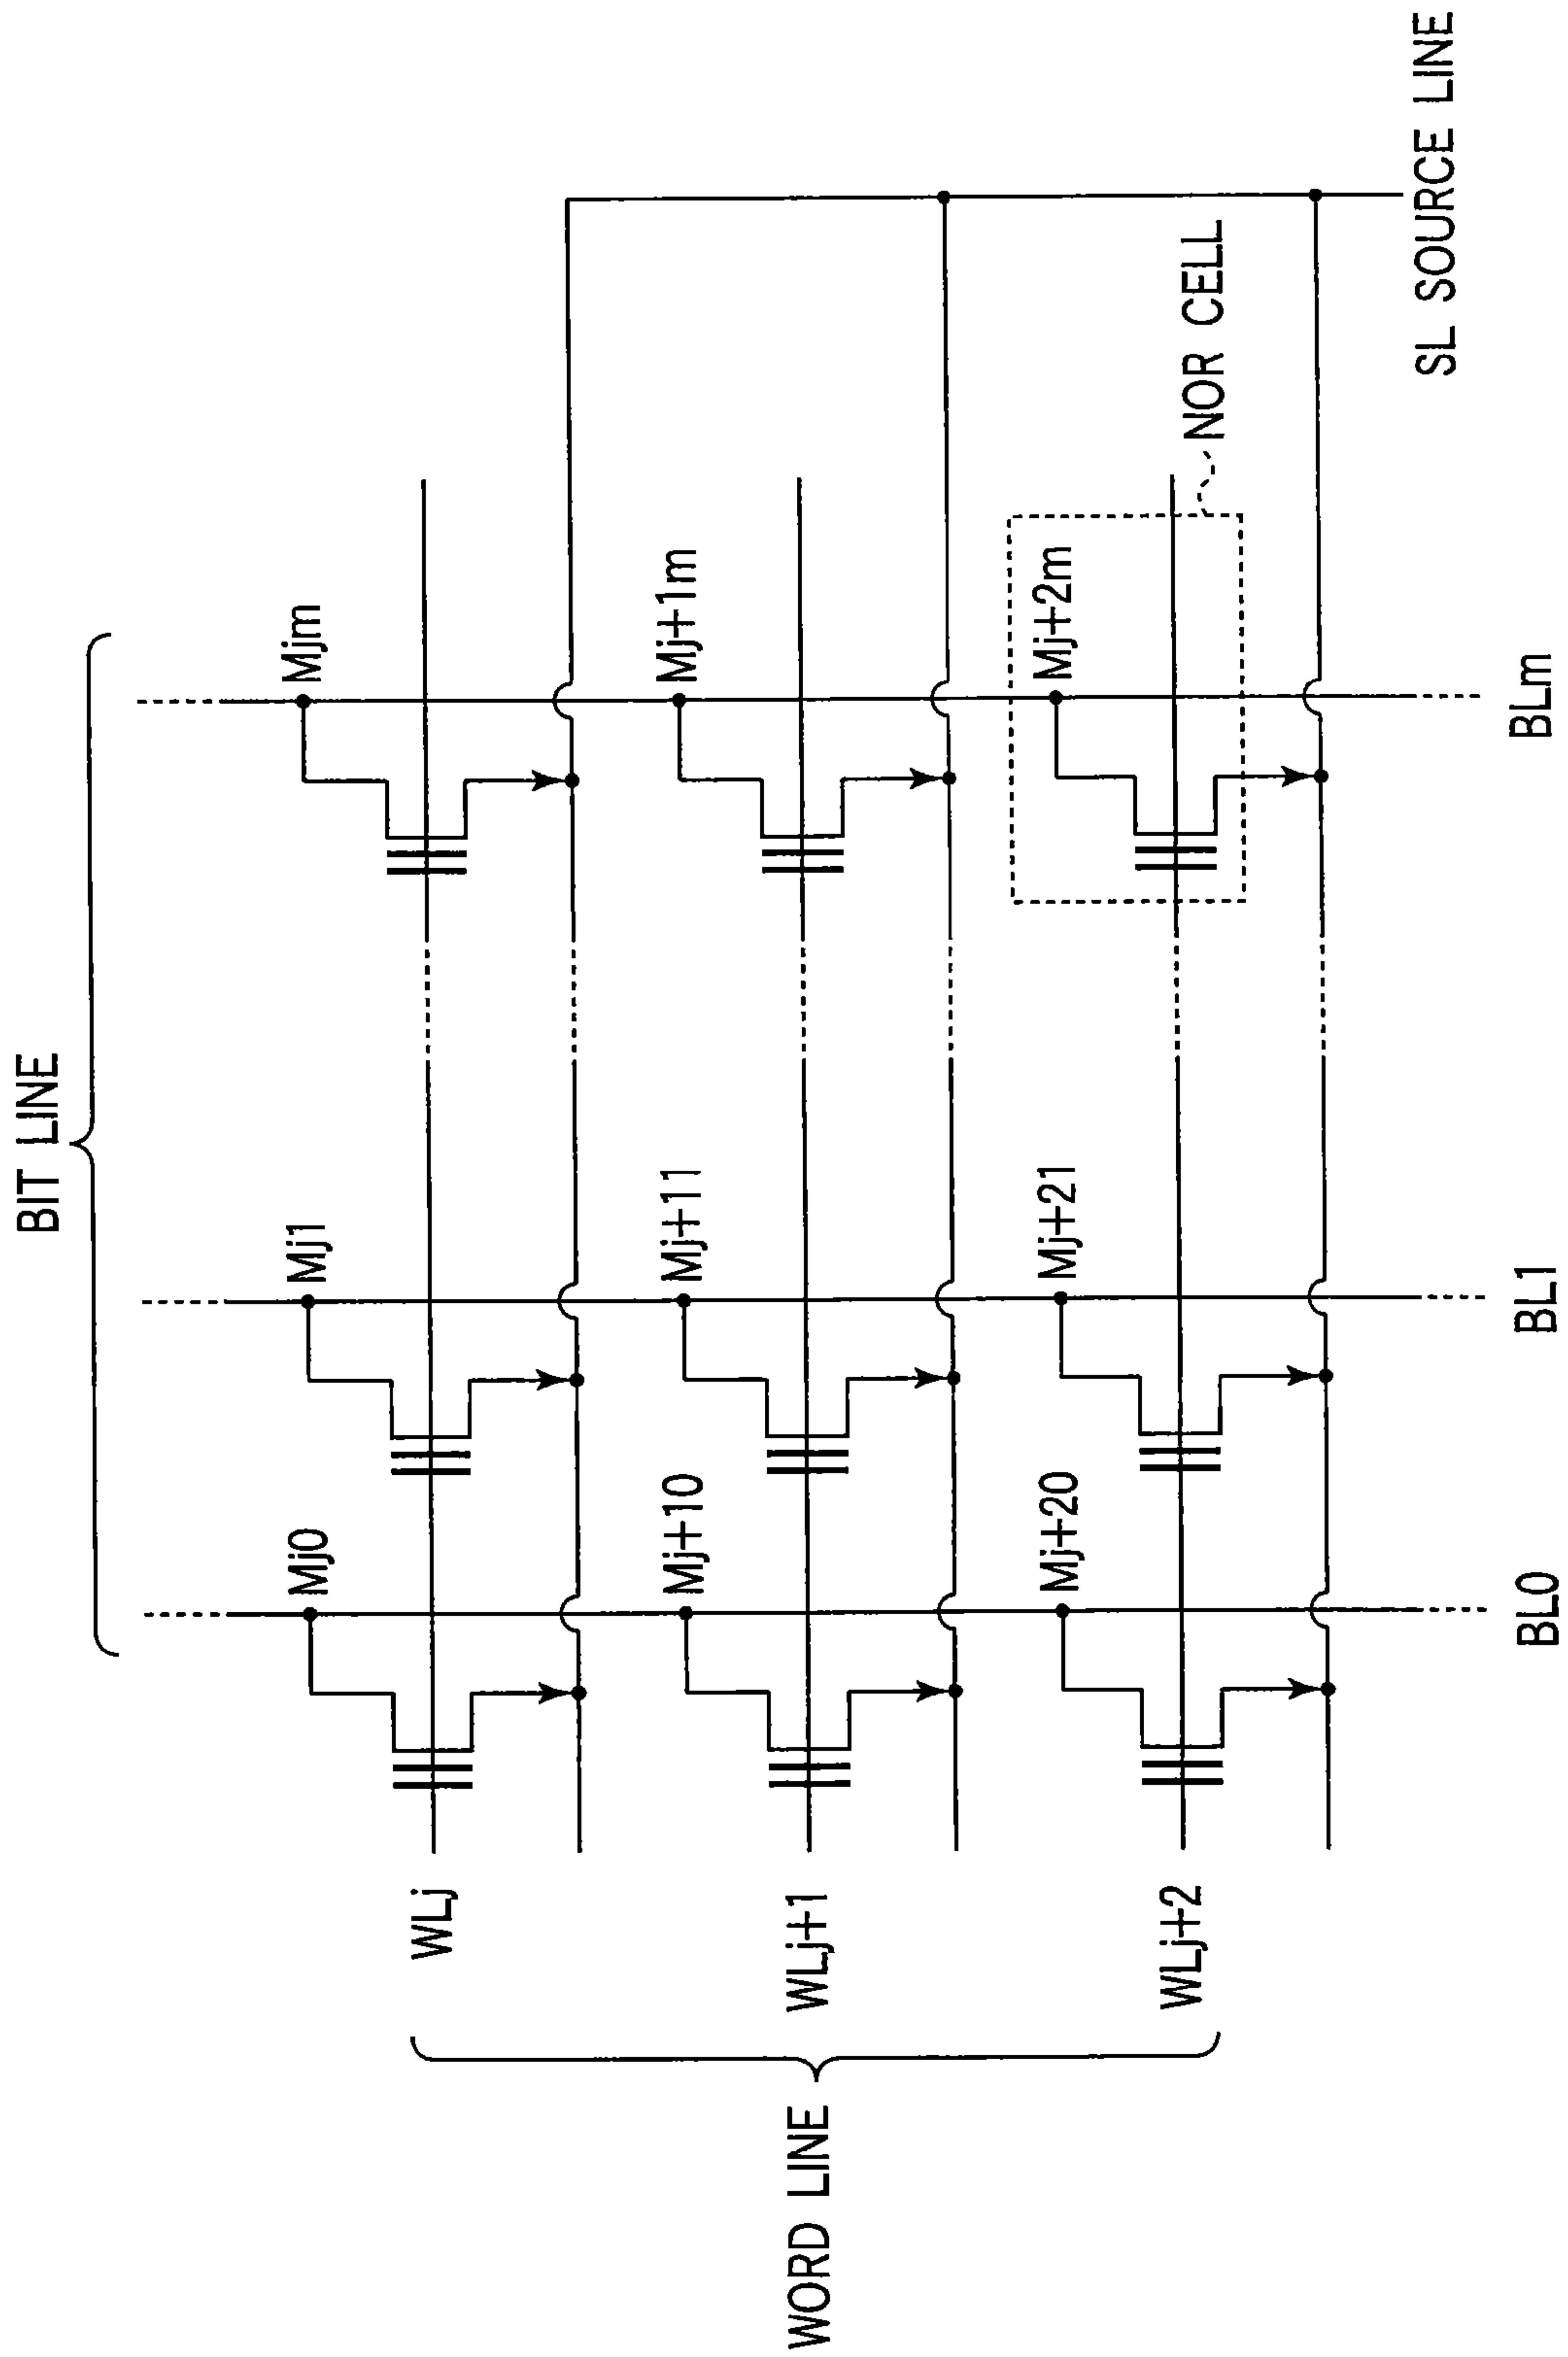 BIT LINE
Mj0
Mj1
Mjm
WLj
Mj+10
Mj+11
Mj+1m
WORD LINE
WLj+1
Mj+20
Mj+21
Mj+2m
WLj+2
NOR CELL
BL0
BL1
BLm
SL SOURCE LINE